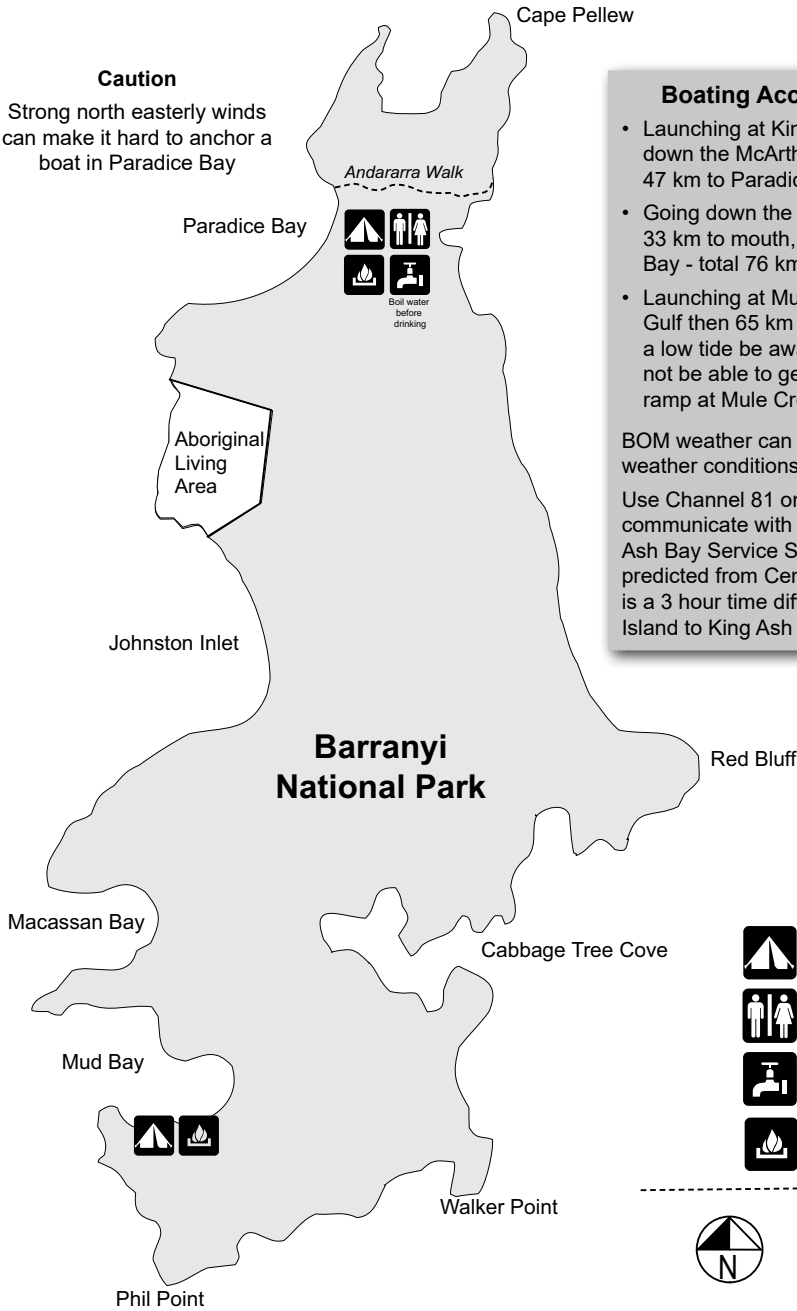 Cape Pellew
Caution
Strong north easterly winds
can make it hard to anchor a
boat in Paradice Bay
Andararra Walk
Paradice Bay
Boil water
before
drinking
Aboriginal
Living
Area
Johnston Inlet
Barranyi
National Park
Red Bluff
Macassan Bay
Cabbage Tree Cove
Mud Bay
Walker Point
Phil Point
Boating Acc
• Launching at Kin
down the McArth
47 km to Paradic
• Going down the
33 km to mouth,
Bay - total 76 km
• Launching at Mu
Gulf then 65 km
a low tide be awa
not be able to ge
ramp at Mule Cr
BOM weather can
weather conditions
Use Channel 81 or
communicate with
Ash Bay Service S
predicted from Cen
is a 3 hour time dif
Island to King Ash
N